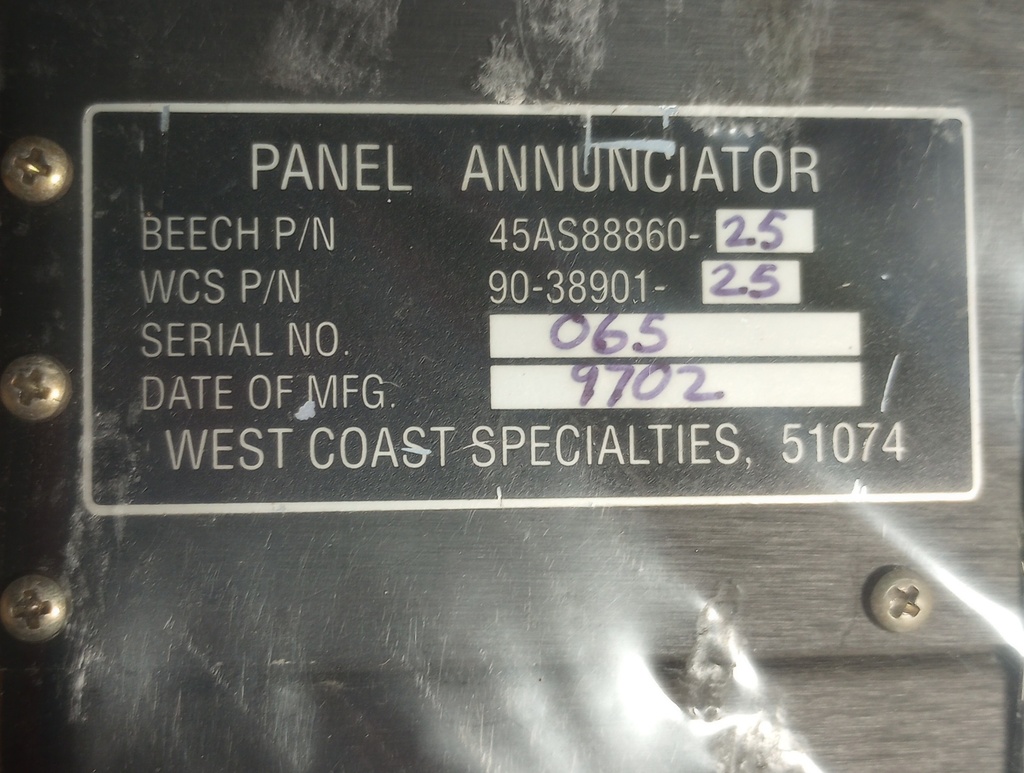 PANEL ANNUNCIATOR
BEECH P/N 45AS88860- 25
WCS P/N 90-38901- 25
SERIAL NO. 065
DATE OF MFG. 9702
WEST COAST SPECIALTIES, 51074